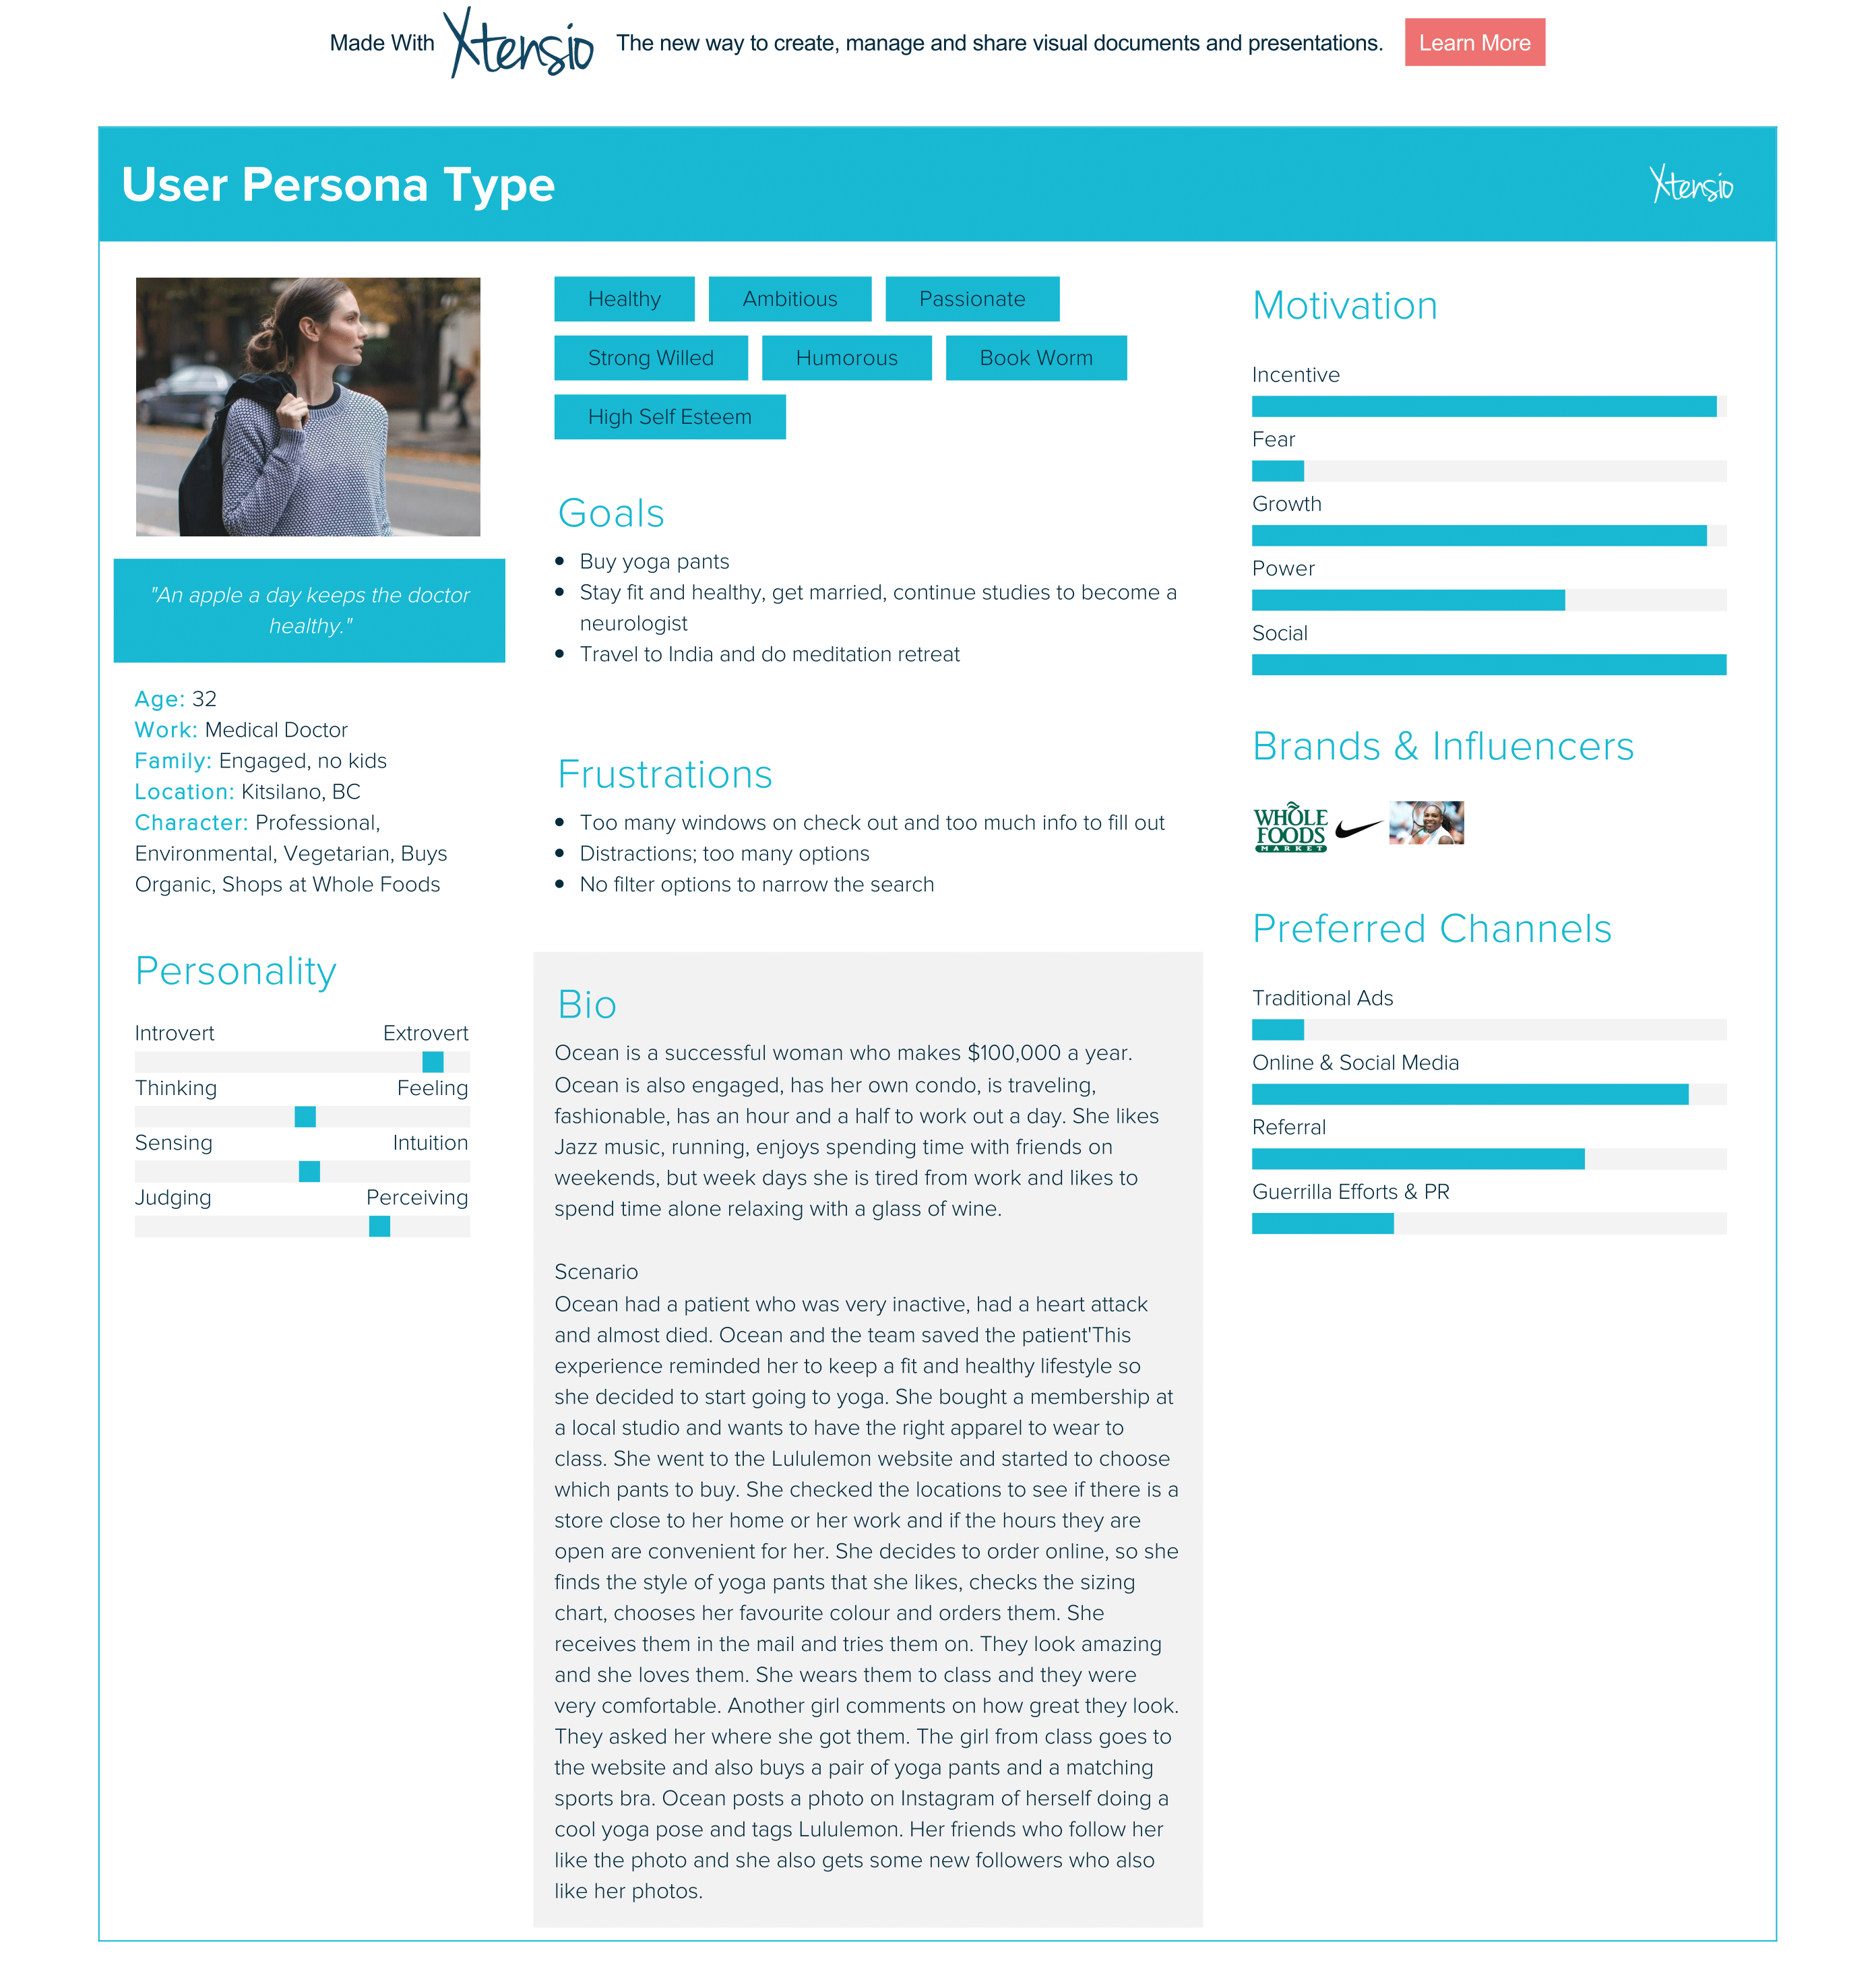 Made With Xtensio The new way to create, manage and share visual documents and presentations. Learn More
User Persona Type
Xtensio
"An apple a day keeps the doctor
healthy."
Age: 32
Work: Medical Doctor
Family: Engaged, no kids
Location: Kitsilano, BC
Character: Professional,
Environmental, Vegetarian, Buys
Organic, Shops at Whole Foods
Personality
Introvert Extrovert
Thinking Feeling
Sensing Intuition
Judging Perceiving
Healthy Ambitious Passionate
Strong Willed Humorous Book Worm
High Self Esteem
Goals
Buy yoga pants
Stay fit and healthy, get married, continue studies to become a
neurologist
Travel to India and do meditation retreat
Frustrations
Too many windows on check out and too much info to fill out
Distractions; too many options
No filter options to narrow the search
Bio
Ocean is a successful woman who makes $100,000 a year.
Ocean is also engaged, has her own condo, is traveling,
fashionable, has an hour and a half to work out a day. She likes
Jazz music, running, enjoys spending time with friends on
weekends, but week days she is tired from work and likes to
spend time alone relaxing with a glass of wine.
Scenario
Ocean had a patient who was very inactive, had a heart attack
and almost died. Ocean and the team saved the patient'This
experience reminded her to keep a fit and healthy lifestyle so
she decided to start going to yoga. She bought a membership at
a local studio and wants to have the right apparel to wear to
class. She went to the Lululemon website and started to choose
which pants to buy. She checked the locations to see if there is a
store close to her home or her work and if the hours they are
open are convenient for her. She decides to order online, so she
finds the style of yoga pants that she likes, checks the sizing
chart, chooses her favourite colour and orders them. She
receives them in the mail and tries them on. They look amazing
and she loves them. She wears them to class and they were
very comfortable. Another girl comments on how great they look.
They asked her where she got them. The girl from class goes to
the website and also buys a pair of yoga pants and a matching
sports bra. Ocean posts a photo on Instagram of herself doing a
cool yoga pose and tags Lululemon. Her friends who follow her
like the photo and she also gets some new followers who also
like her photos.
Motivation
Incentive
Fear
Growth
Power
Social
Brands & Influencers
WHOLE
FOODS
MARKET
Preferred Channels
Traditional Ads
Online & Social Media
Referral
Guerrilla Efforts & PR